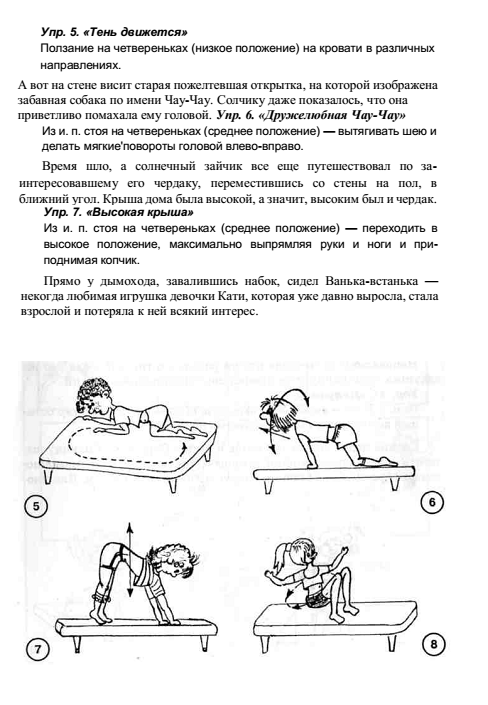 Упр. 5. «Тень движется»
Ползание на четвереньках (низкое положение) на кровати в различных
направлениях.
А вот на стене висит старая пожелтевшая открытка, на которой изображена
забавная собака по имени Чау-Чау. Солчику даже показалось, что она
приветливо помахала ему головой. Упр. 6. «Дружелюбная Чау-Чау»
Из и. п. стоя на четвереньках (среднее положение) — вытягивать шею и
делать мягкие'повороты головой влево-вправо.
Время шло, а солнечный зайчик все еще путешествовал по за-
интересовавшему его чердаку, переместившись со стены на пол, в
ближний угол. Крыша дома была высокой, а значит, высоким был и чердак.
Упр. 7. «Высокая крыша»
Из и. п. стоя на четвереньках (среднее положение) — переходить в
высокое положение, максимально выпрямляя руки и ноги и при-
поднимая копчик.
Прямо у дымохода, завалившись набок, сидел Ванька-встанька —
некогда любимая игрушка девочки Кати, которая уже давно выросла, стала
взрослой и потеряла к ней всякий интерес.
5
6
7
8